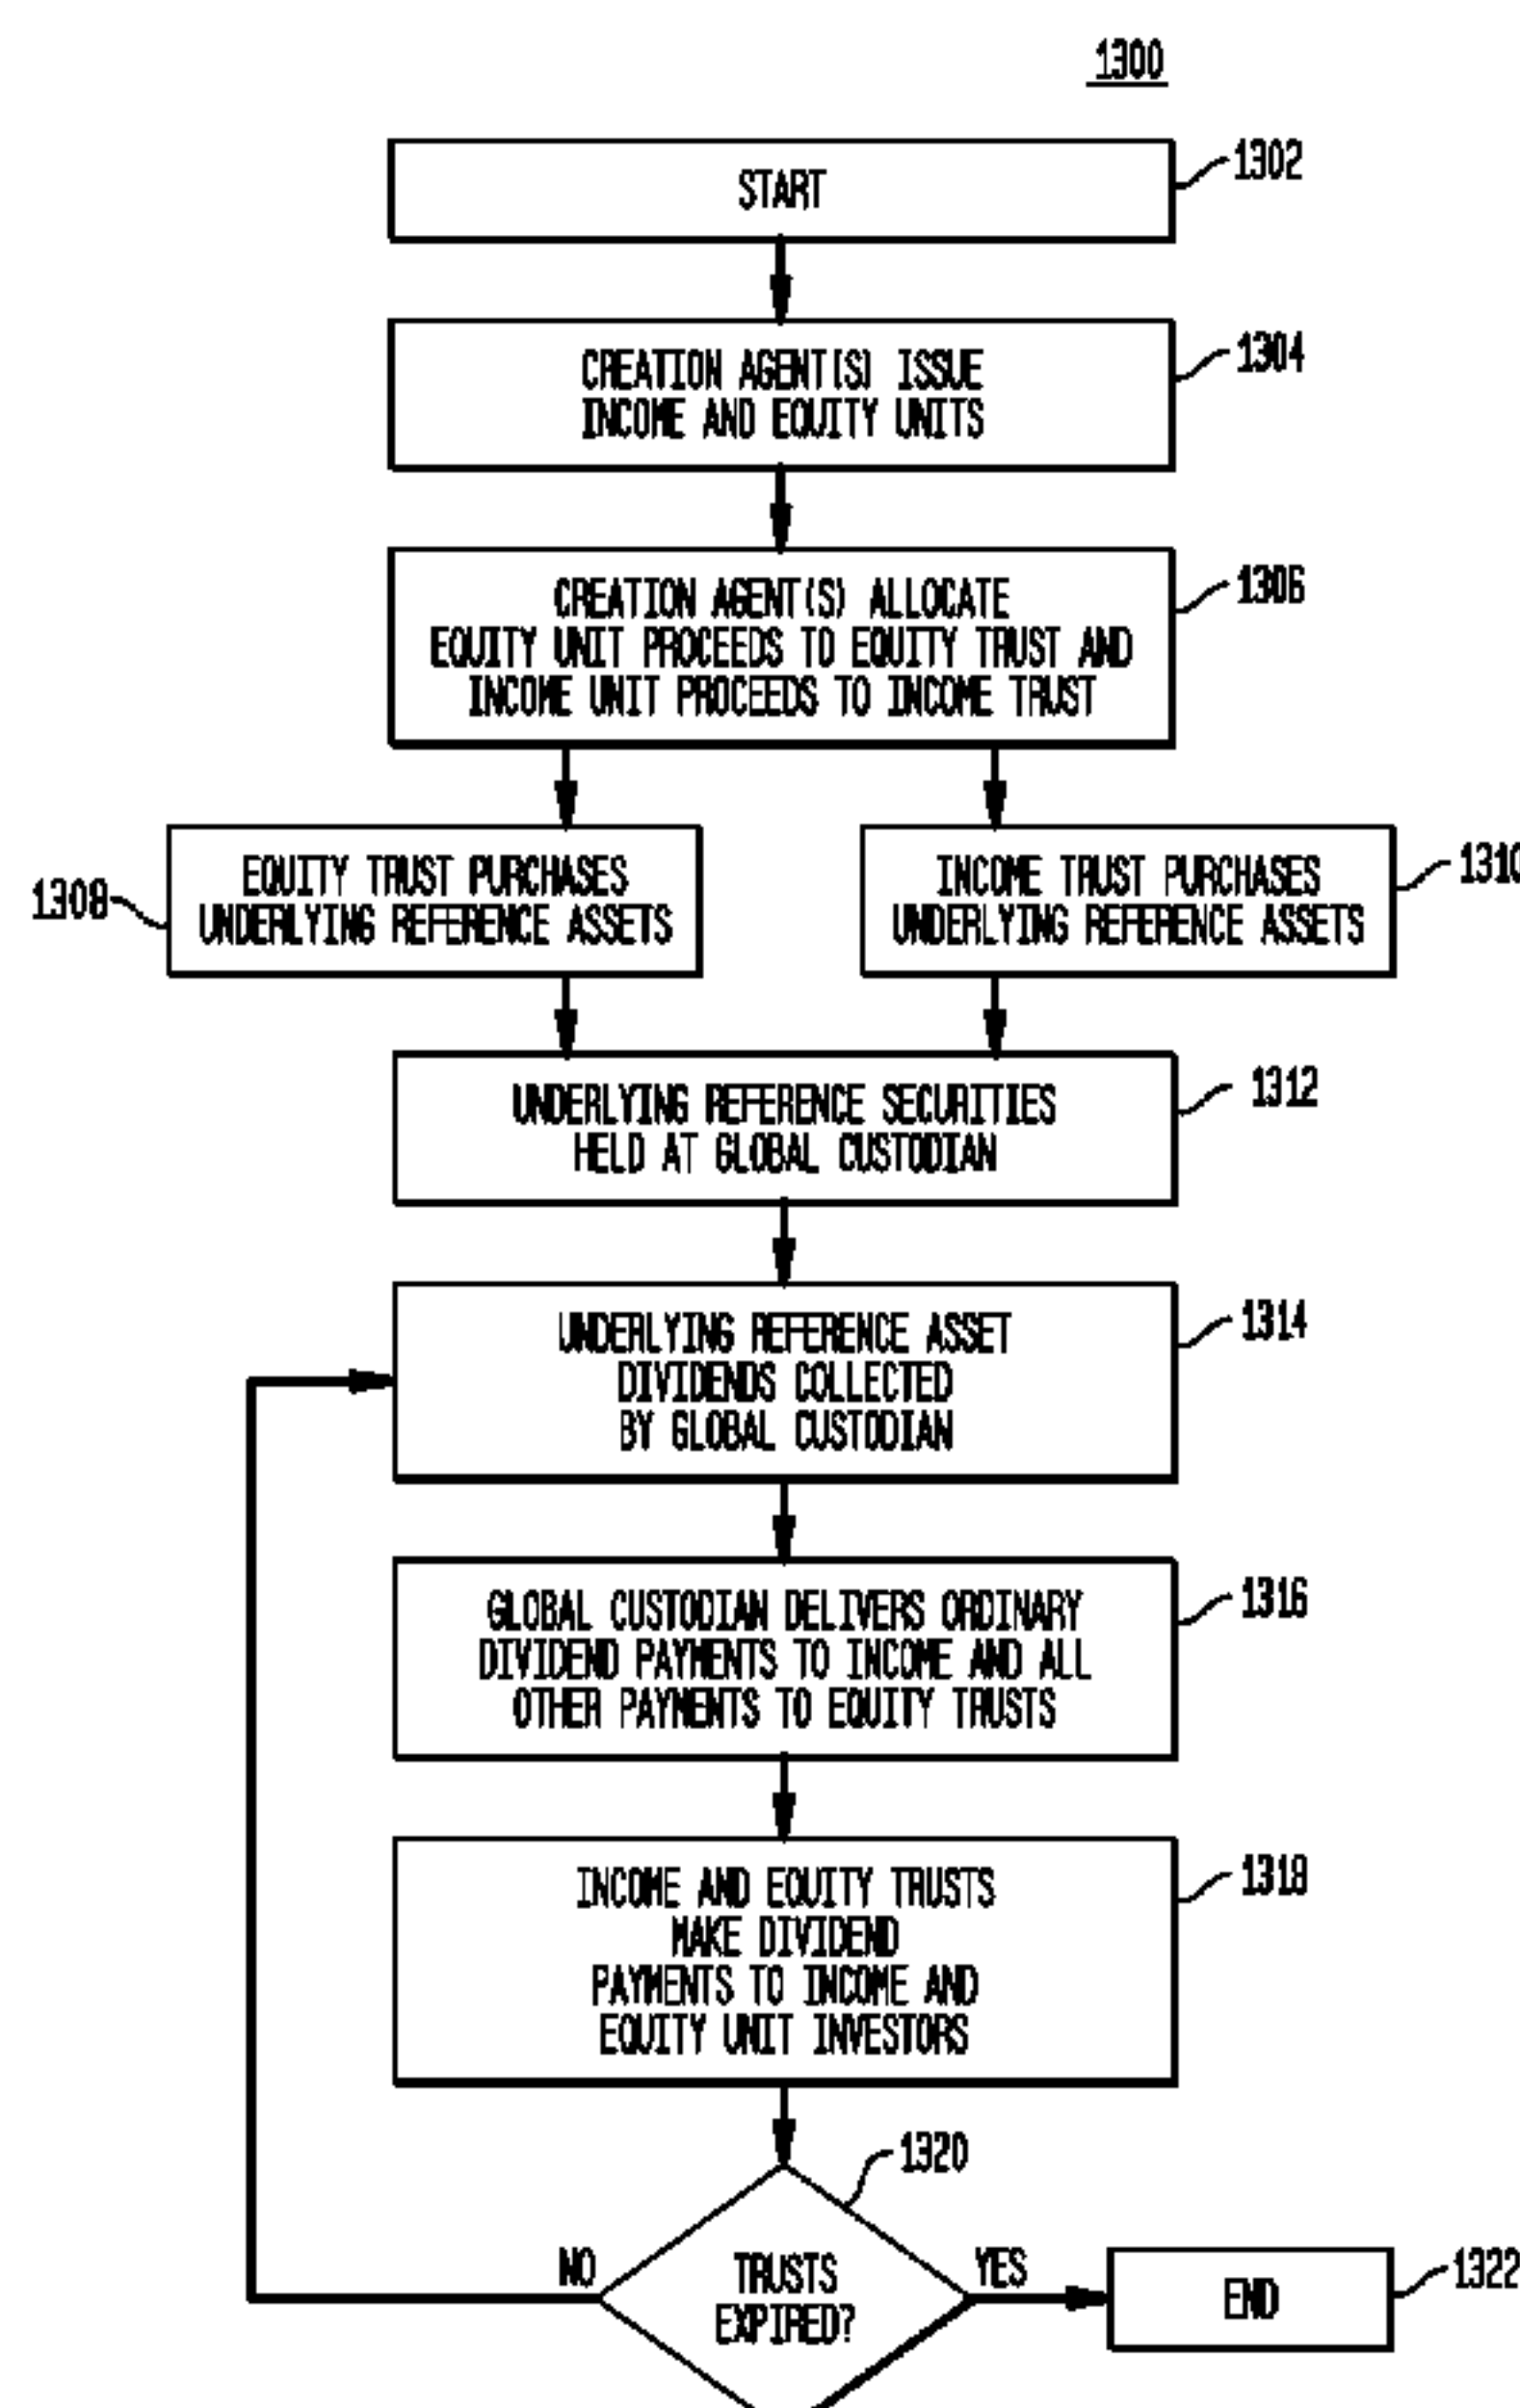 1300
START
1302
CREATION AGENT(S) ISSUE
INCOME AND EQUITY UNITS
1304
CREATION AGENT(S) ALLOCATE
EQUITY UNIT PROCEEDS TO EQUITY TRUST AND
INCOME UNIT PROCEEDS TO INCOME TRUST
1306
1308
EQUITY TRUST PURCHASES
UNDERLYING REFERENCE ASSETS
INCOME TRUST PURCHASES
UNDERLYING REFERENCE ASSETS
1310
UNDERLYING REFERENCE SECURITIES
HELD AT GLOBAL CUSTODIAN
1312
UNDERLYING REFERENCE ASSET
DIVIDENDS COLLECTED
BY GLOBAL CUSTODIAN
1314
GLOBAL CUSTODIAN DELIVERS ORDINARY
DIVIDEND PAYMENTS TO INCOME AND ALL
OTHER PAYMENTS TO EQUITY TRUSTS
1316
INCOME AND EQUITY TRUSTS
MAKE DIVIDEND
PAYMENTS TO INCOME AND
EQUITY UNIT INVESTORS
1318
1320
NO
TRUSTS
EXPIRED?
YES
END
1322